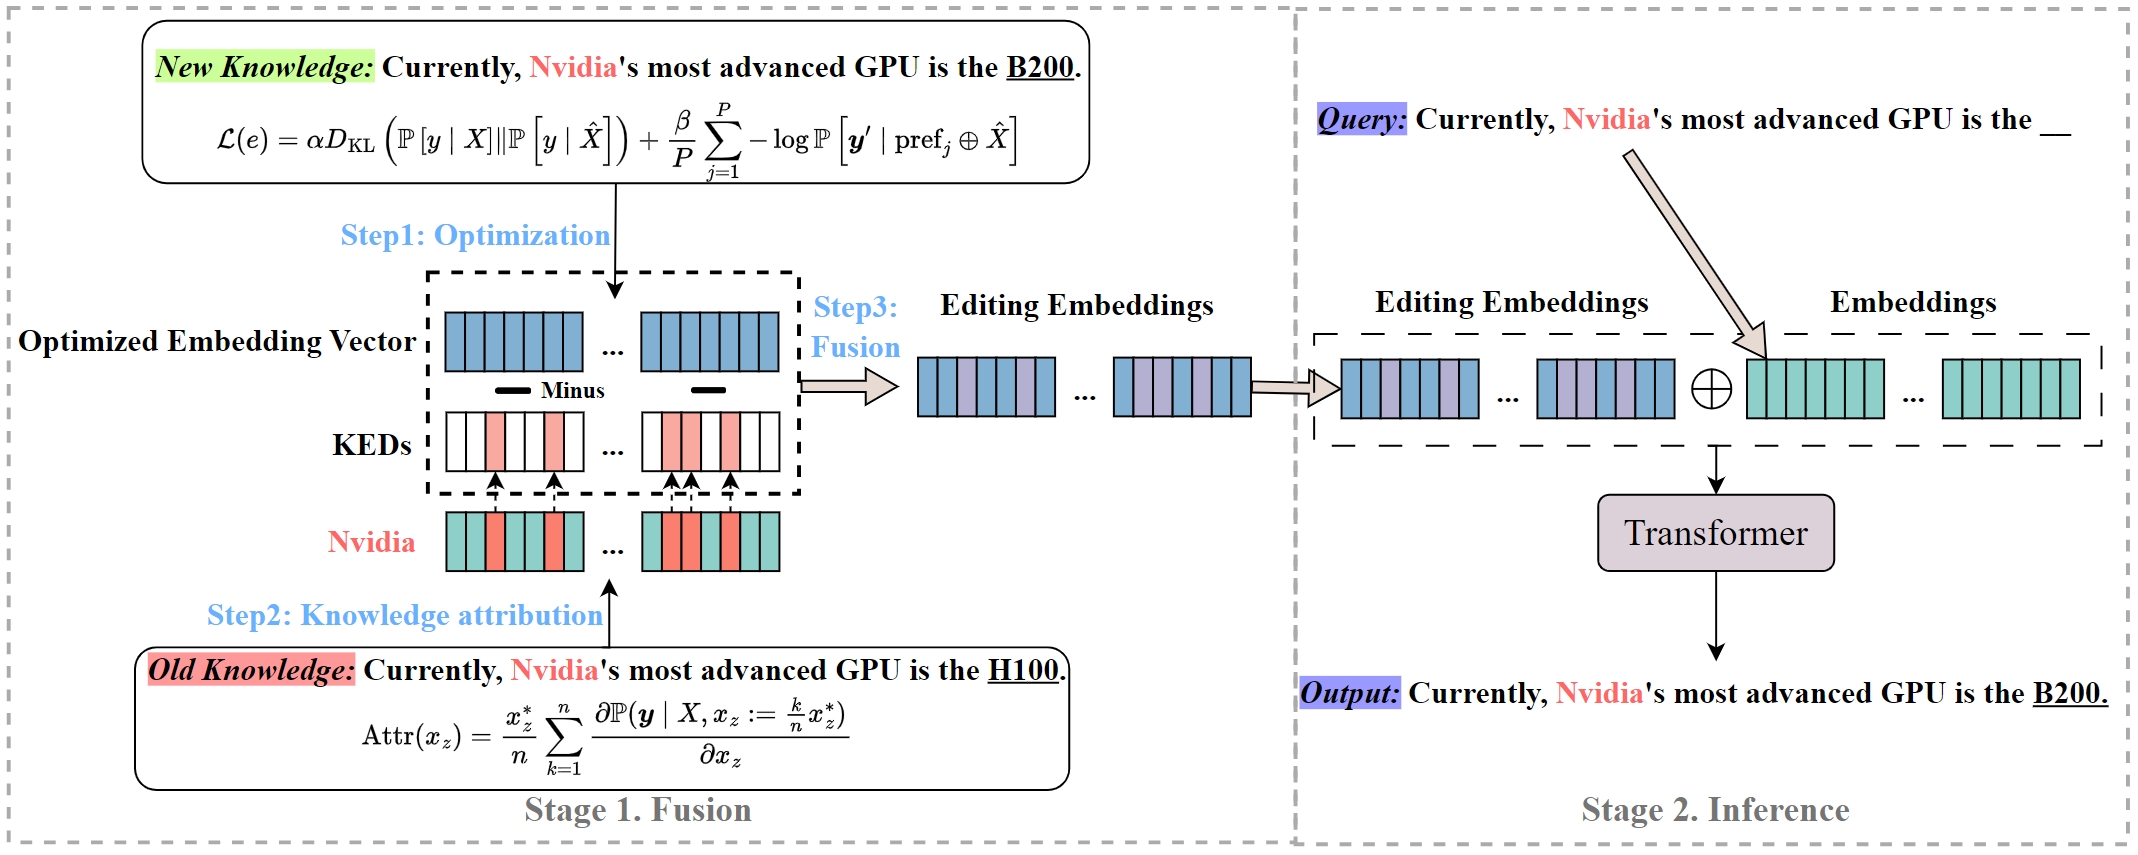 New Knowledge: Currently, Nvidia's most advanced GPU is the B200.
\mathcal{L}(e) = \alpha D_{\mathrm{KL}} \left( \mathbb{P}[y \mid X] \| \mathbb{P}\left[y \mid \hat{X}\right] \right) + \frac{\beta}{P} \sum_{j=1}^{P} -\log \mathbb{P}\left[\boldsymbol{y}' \mid \mathrm{pref}_j \oplus \hat{X}\right]
Step1: Optimization
Optimized Embedding Vector
...
Minus
KEDs
...
Nvidia
...
Step2: Knowledge attribution
Old Knowledge: Currently, Nvidia's most advanced GPU is the H100.
\mathrm{Attr}(x_z) = \frac{x_z^*}{n} \sum_{k=1}^{n} \frac{\partial \mathbb{P}(\boldsymbol{y} \mid X, x_z := \frac{k}{n} x_z^*)}{\partial x_z}
Stage 1. Fusion
Step3:
Fusion
Editing Embeddings
...
Query: Currently, Nvidia's most advanced GPU is the __
Editing Embeddings
Embeddings
... ⊕ ...
Transformer
Output: Currently, Nvidia's most advanced GPU is the B200.
Stage 2. Inference